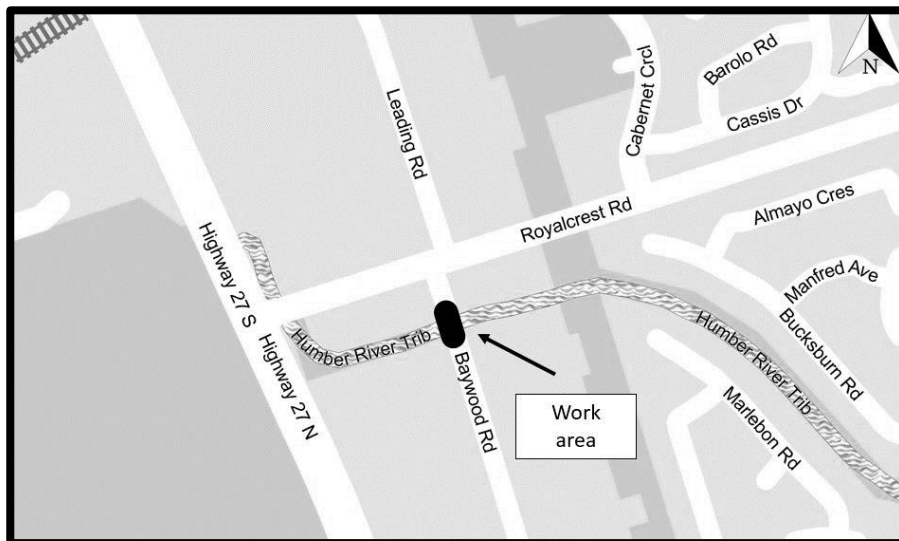 Barolo Rd
N
Leading Rd
Cabernet Crcl
Cassis Dr
Royalcrest Rd
Almayo Cres
Highway 27 S
Manfred Ave
Humber River Trib
Humber River Trib
Bucksburn Rd
Highway 27 N
Baywood Rd
Marlebon Rd
Work
area